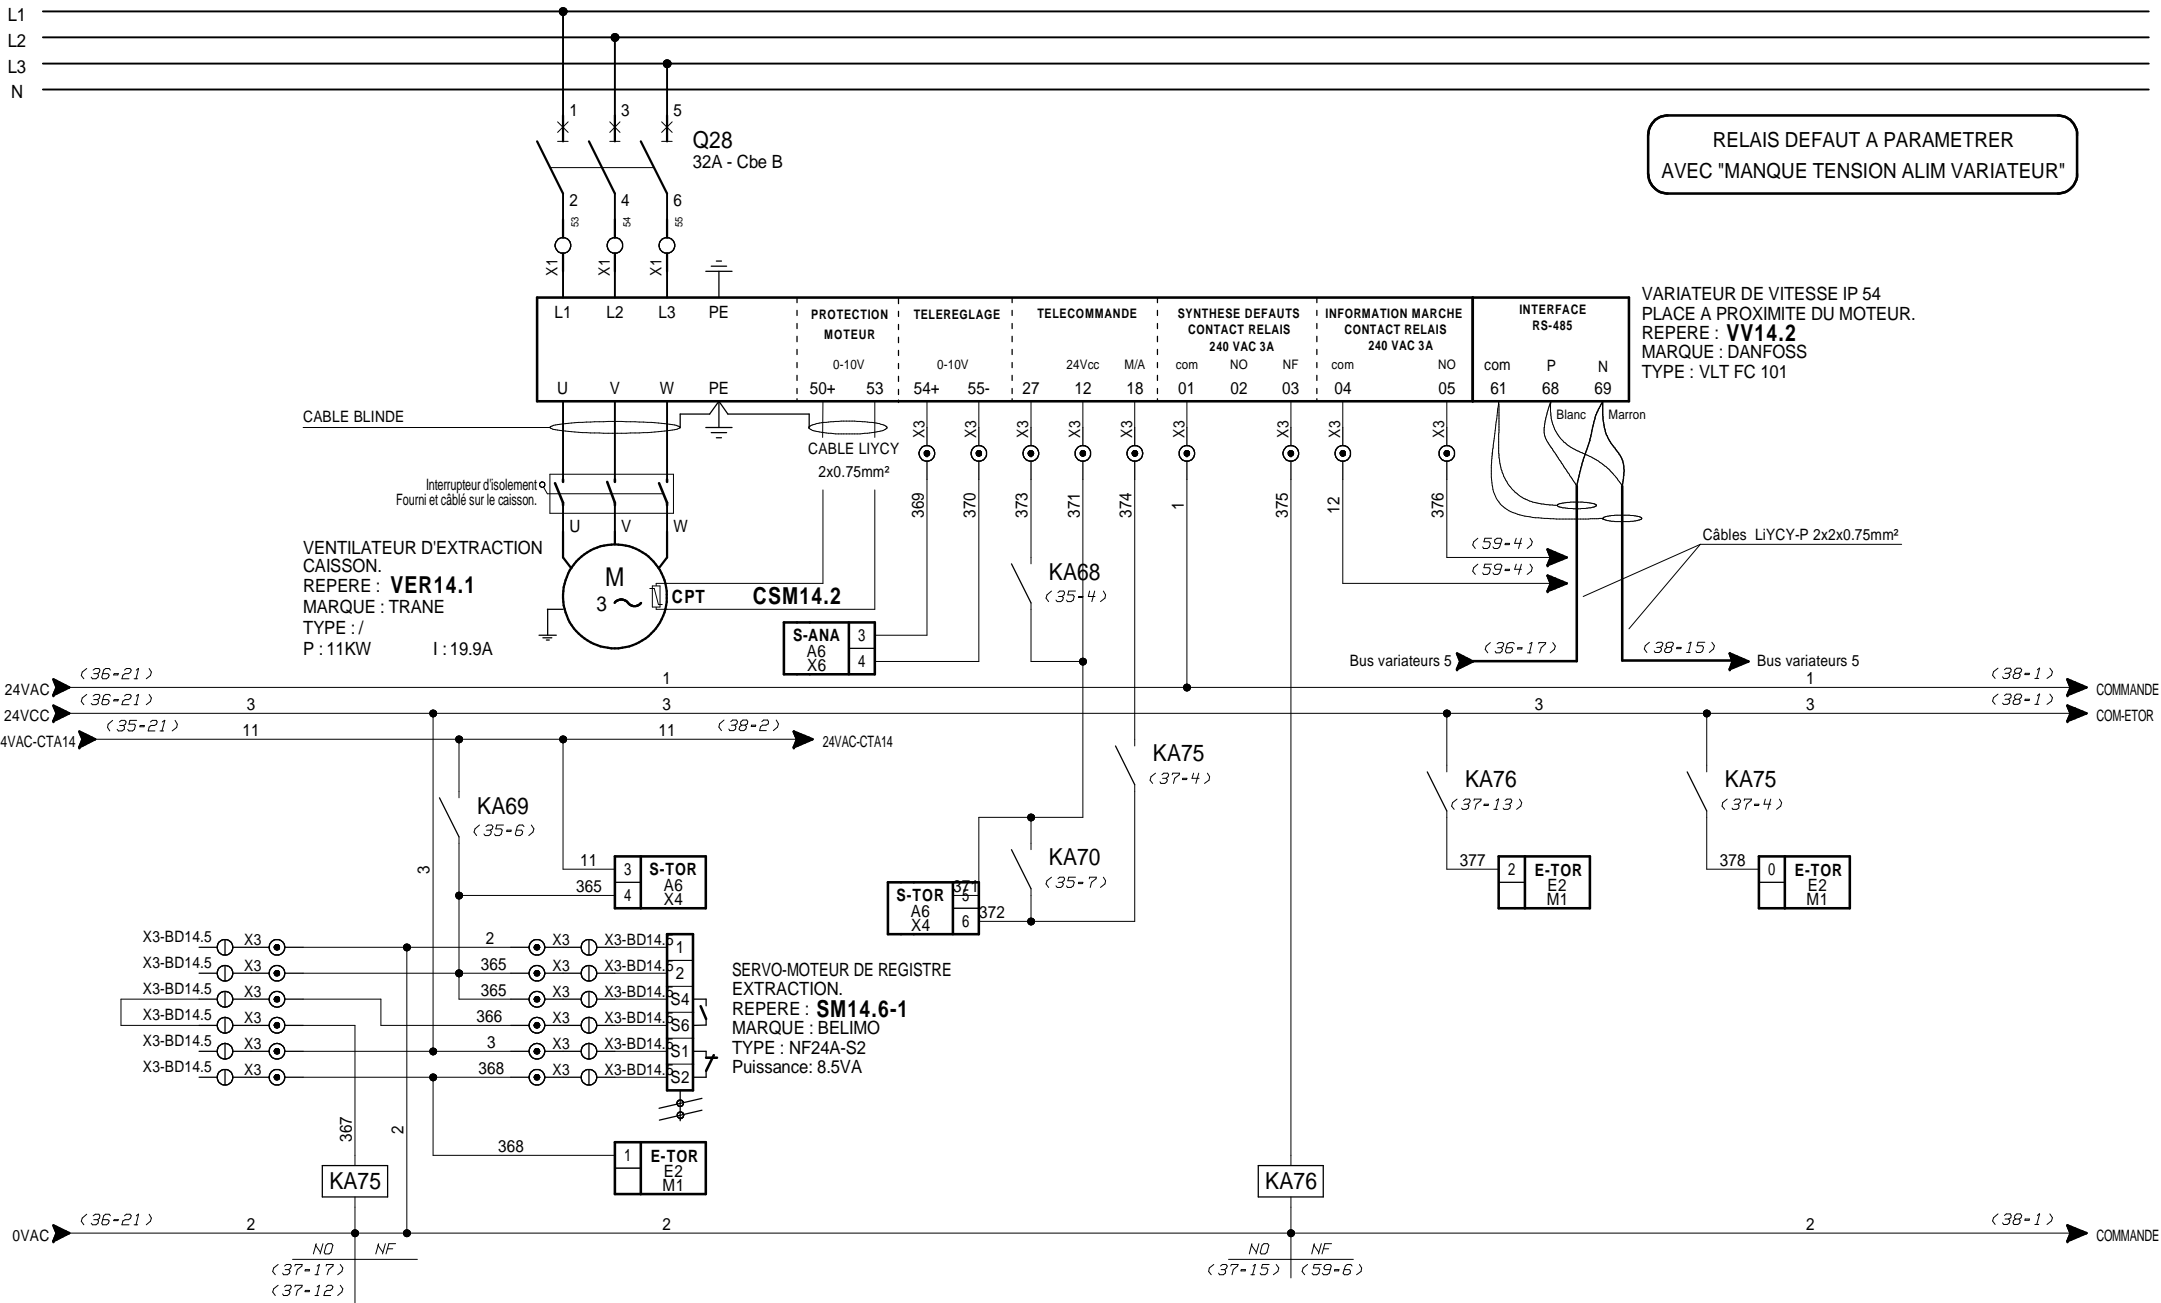 L1
L2
L3
N
1 3 5
Q28
32A - Cbe B
2 4 6
53 54 55
X1 X1 X1
RELAIS DEFAUT A PARAMETRER
AVEC "MANQUE TENSION ALIM VARIATEUR"
L1 L2 L3 PE
PROTECTION
MOTEUR
0-10V
50+ 53
TELEREGLAGE
0-10V
54+ 55-
TELECOMMANDE
24Vcc M/A
27 12 18
SYNTHESE DEFAUTS
CONTACT RELAIS
240 VAC 3A
com NO NF
01 02 03
INFORMATION MARCHE
CONTACT RELAIS
240 VAC 3A
com NO
04 05
INTERFACE
RS-485
com P N
61 68 69
U V W PE
VARIATEUR DE VITESSE IP 54
PLACE A PROXIMITE DU MOTEUR.
REPERE : VV14.2
MARQUE : DANFOSS
TYPE : VLT FC 101
CABLE BLINDE
CABLE LIYCY
2x0.75mm²
Blanc
Marron
X3 X3 X3 X3 X3 X3 X3 X3 X3
369 370 373 371 374 1 375 12 376
Interrupteur d'isolement
Fourni et câblé sur le caisson.
U V W
VENTILATEUR D'EXTRACTION
CAISSON.
REPERE : VER14.1
MARQUE : TRANE
TYPE : /
P : 11KW I : 19.9A
M
3
CPT
CSM14.2
S-ANA
A6
X6
3
4
KA68
(35-4)
(59-4)
(59-4)
Câbles LiYCY-P 2x2x0.75mm²
Bus variateurs 5
(36-17)
(38-15)
Bus variateurs 5
24VAC
(36-21)
1
1
(38-1)
COMMANDE
24VCC
(36-21)
3
3
3
3
(38-1)
COM-ETOR
4VAC-CTA14
(35-21)
11
11
(38-2)
24VAC-CTA14
KA69
(35-6)
3
KA75
(37-4)
KA76
(37-13)
KA75
(37-4)
11
365
3
4
S-TOR
A6
X4
KA70
(35-7)
S-TOR
A6
X4
371
5
6
372
377
2
E-TOR
E2
M1
378
0
E-TOR
E2
M1
X3-BD14.5 X3 2 X3 X3-BD14.5 1
X3-BD14.5 X3 365 X3 X3-BD14.5 2
X3-BD14.5 X3 365 X3 X3-BD14.5 S4
X3-BD14.5 X3 366 X3 X3-BD14.5 S6
X3-BD14.5 X3 3 X3 X3-BD14.5 S1
X3-BD14.5 X3 368 X3 X3-BD14.5 S2
SERVO-MOTEUR DE REGISTRE
EXTRACTION.
REPERE : SM14.6-1
MARQUE : BELIMO
TYPE : NF24A-S2
Puissance: 8.5VA
367
2
368
1
E-TOR
E2
M1
KA75
KA76
0VAC
(36-21)
2
2
2
(38-1)
COMMANDE
NO NF
(37-17)
(37-12)
NO NF
(37-15) (59-6)